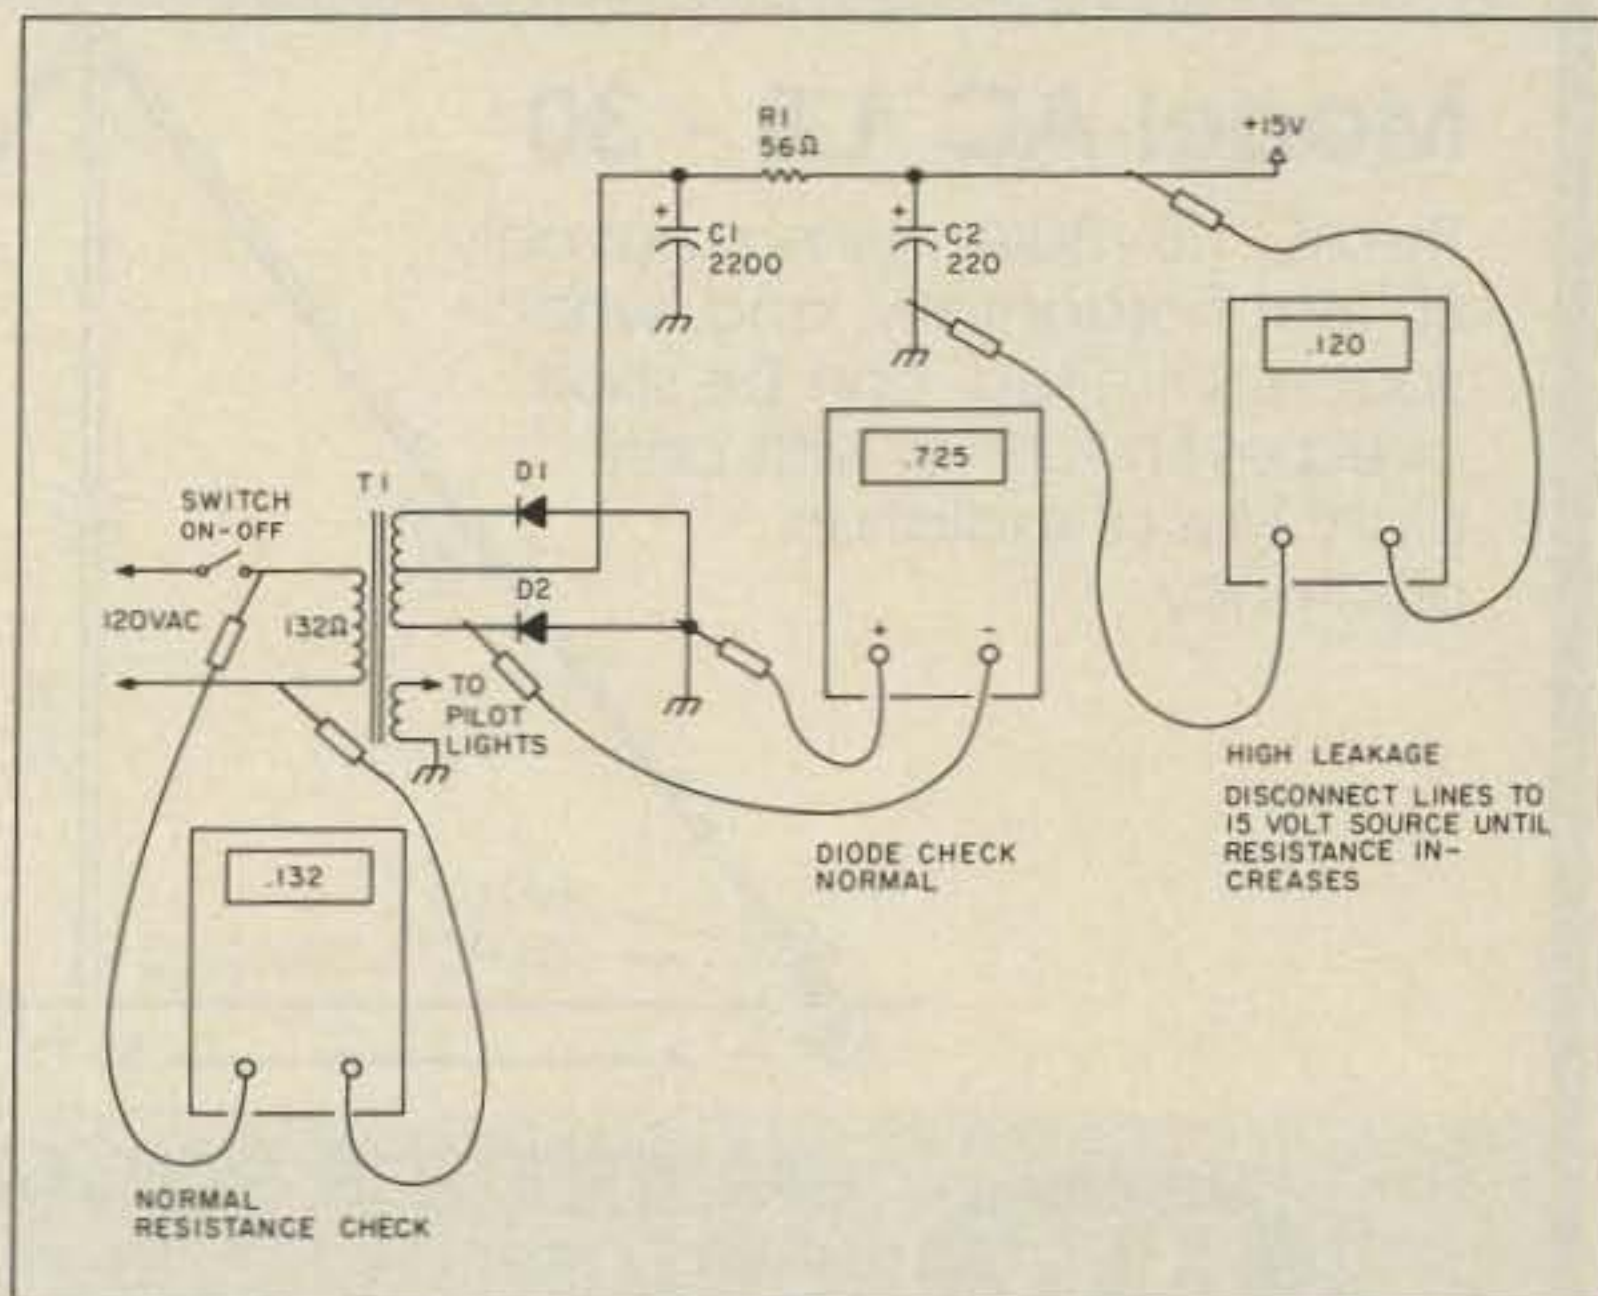 R1
56Ω
+15V
+
C1
2200
+
C2
220
.120
.725
D1
T1
SWITCH
ON-OFF
D2
120VAC
132Ω
+
-
TO
PILOT
LIGHTS
HIGH LEAKAGE
DISCONNECT LINES TO
15 VOLT SOURCE UNTIL
RESISTANCE IN-
CREASES
DIODE CHECK
NORMAL
.132
NORMAL
RESISTANCE CHECK